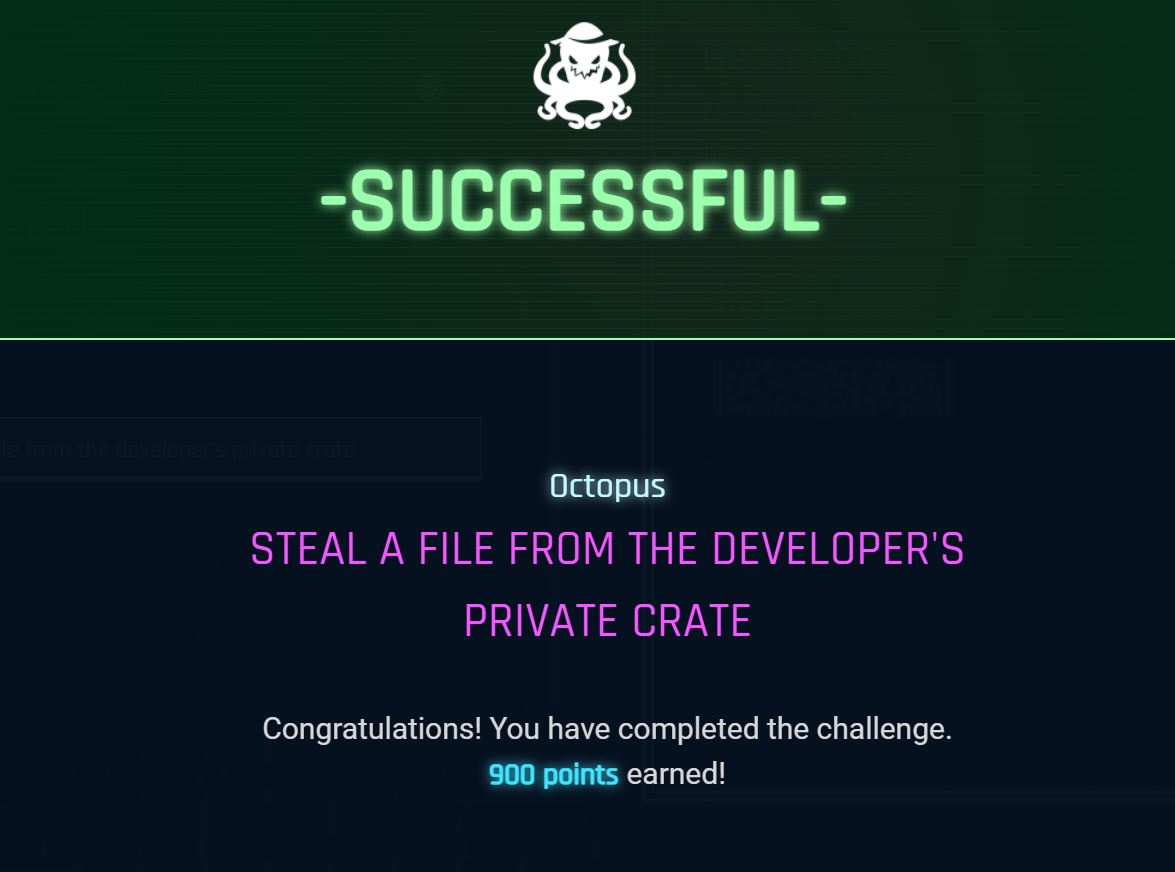 -SUCCESSFUL-
le from the developer's private crate
Octopus
STEAL A FILE FROM THE DEVELOPER'S
PRIVATE CRATE
Congratulations! You have completed the challenge.
900 points earned!